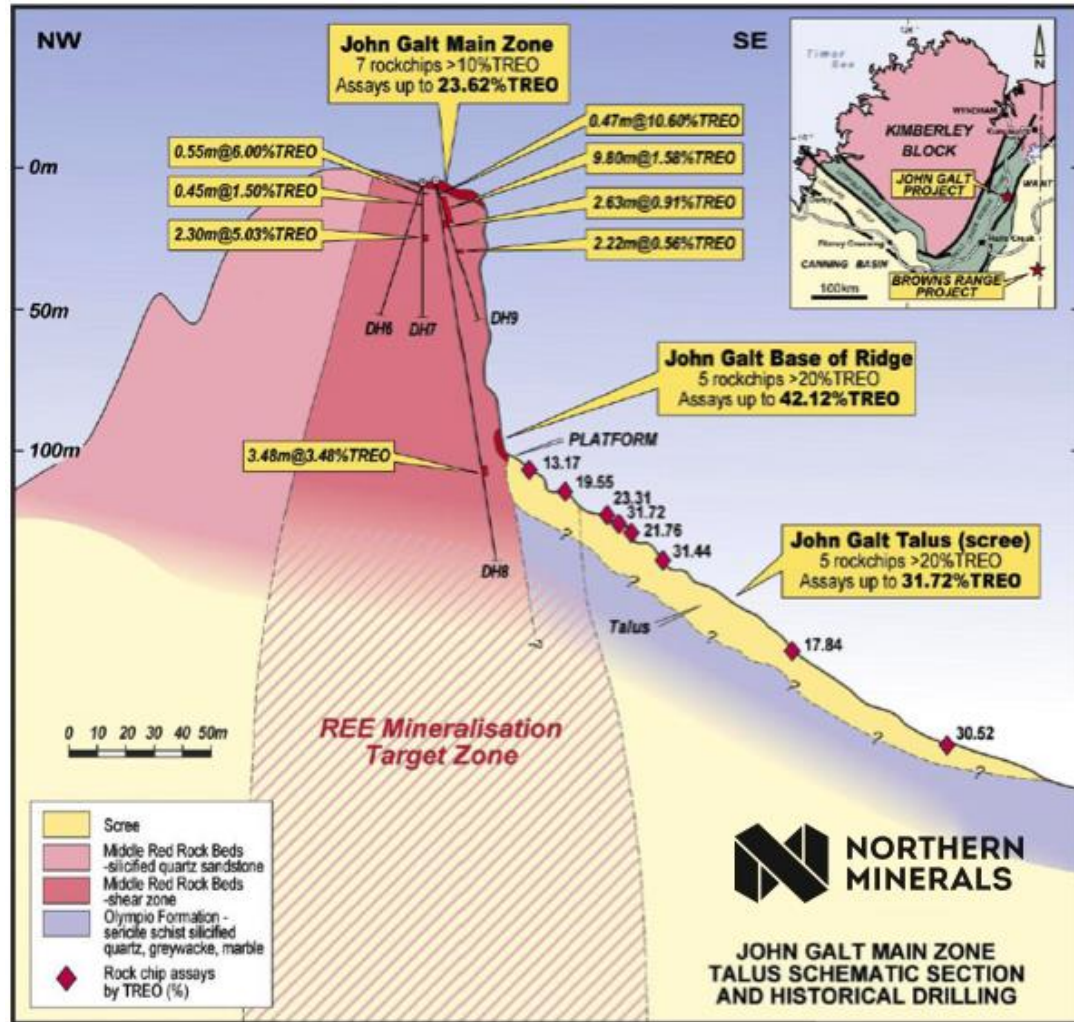 NW
SE
John Galt Main Zone
7 rockchips >10%TREO
Assays up to 23.62%TREO
0.47m@10.60%TREO
0.55m@6.00%TREO
9.80m@1.58%TREO
0.45m@1.50%TREO
2.63m@0.91%TREO
2.30m@5.03%TREO
2.22m@0.56%TREO
0m
50m
100m
DH6
DH7
DH9
Timor
Sea
N
WYNDHAM
KIMBERLEY
BLOCK
JOHN GALT
PROJECT
Halls Creek
Fitzroy Crossing
CANNING BASIN
BROWNS RANGE
PROJECT
100km
John Galt Base of Ridge
5 rockchips >20%TREO
Assays up to 42.12%TREO
PLATFORM
3.48m@3.48%TREO
13.17
19.55
23.31
31.72
21.76
31.44
DH8
John Galt Talus (scree)
5 rockchips >20%TREO
Assays up to 31.72%TREO
Talus
17.84
30.52
?
?
?
?
?
?
?
?
0 10 20 30 40 50m
REE Mineralisation
Target Zone
Scree
Middle Red Rock Beds
-silicified quartz sandstone
Middle Red Rock Beds
-shear zone
Olympio Formation -
sericite schist silicified
quartz, greywacke, marble
Rock chip assays
by TREO (%)
NORTHERN
MINERALS
JOHN GALT MAIN ZONE
TALUS SCHEMATIC SECTION
AND HISTORICAL DRILLING